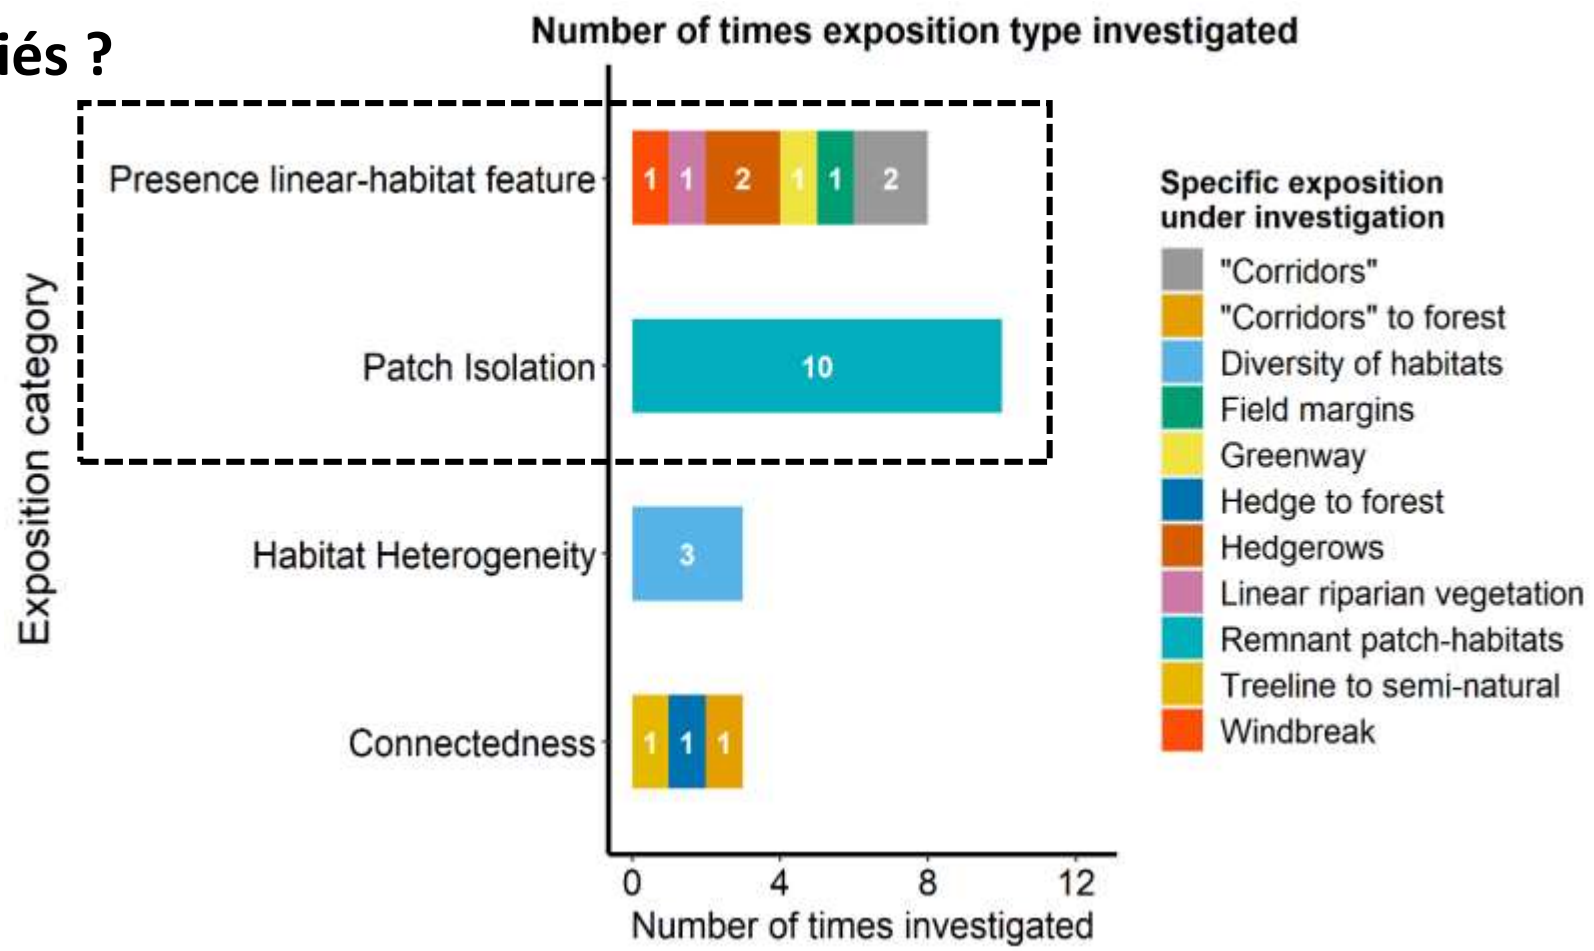 iés ?
Number of times exposition type investigated
Exposition category
Presence linear-habitat feature
1 1 2 1 1 2
Patch Isolation
10
Habitat Heterogeneity
3
Connectedness
1 1 1
0 4 8 12
Number of times investigated
Specific exposition
under investigation
"Corridors"
"Corridors" to forest
Diversity of habitats
Field margins
Greenway
Hedge to forest
Hedgerows
Linear riparian vegetation
Remnant patch-habitats
Treeline to semi-natural
Windbreak